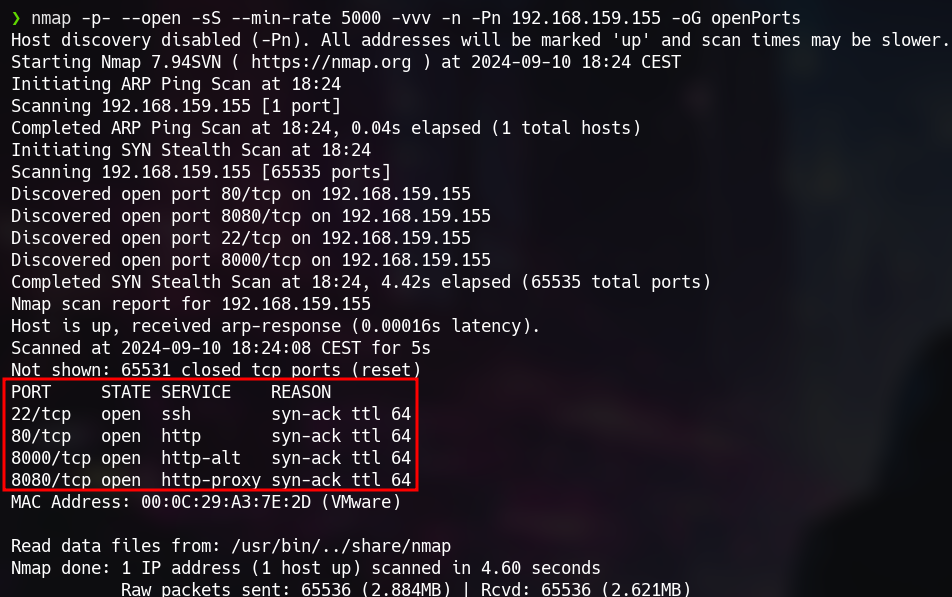 ❯ nmap -p- --open -sS --min-rate 5000 -vvv -n -Pn 192.168.159.155 -oG openPorts
Host discovery disabled (-Pn). All addresses will be marked 'up' and scan times may be slower.
Starting Nmap 7.94SVN ( https://nmap.org ) at 2024-09-10 18:24 CEST
Initiating ARP Ping Scan at 18:24
Scanning 192.168.159.155 [1 port]
Completed ARP Ping Scan at 18:24, 0.04s elapsed (1 total hosts)
Initiating SYN Stealth Scan at 18:24
Scanning 192.168.159.155 [65535 ports]
Discovered open port 80/tcp on 192.168.159.155
Discovered open port 8080/tcp on 192.168.159.155
Discovered open port 22/tcp on 192.168.159.155
Discovered open port 8000/tcp on 192.168.159.155
Completed SYN Stealth Scan at 18:24, 4.42s elapsed (65535 total ports)
Nmap scan report for 192.168.159.155
Host is up, received arp-response (0.00016s latency).
Scanned at 2024-09-10 18:24:08 CEST for 5s
Not shown: 65531 closed tcp ports (reset)
PORT     STATE SERVICE    REASON
22/tcp   open  ssh        syn-ack ttl 64
80/tcp   open  http       syn-ack ttl 64
8000/tcp open  http-alt   syn-ack ttl 64
8080/tcp open  http-proxy syn-ack ttl 64
MAC Address: 00:0C:29:A3:7E:2D (VMware)
Read data files from: /usr/bin/../share/nmap
Nmap done: 1 IP address (1 host up) scanned in 4.60 seconds
Raw packets sent: 65536 (2.884MB) | Rcvd: 65536 (2.621MB)